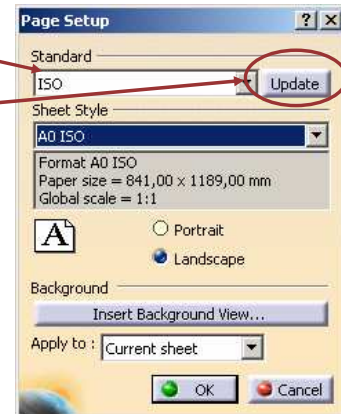 Page Setup
Standard
ISO
Update
Sheet Style
A0 ISO
Format A0 ISO
Paper size = 841,00 x 1189,00 mm
Global scale = 1:1
A
Portrait
Landscape
Background
Insert Background View...
Apply to : Current sheet
OK Cancel